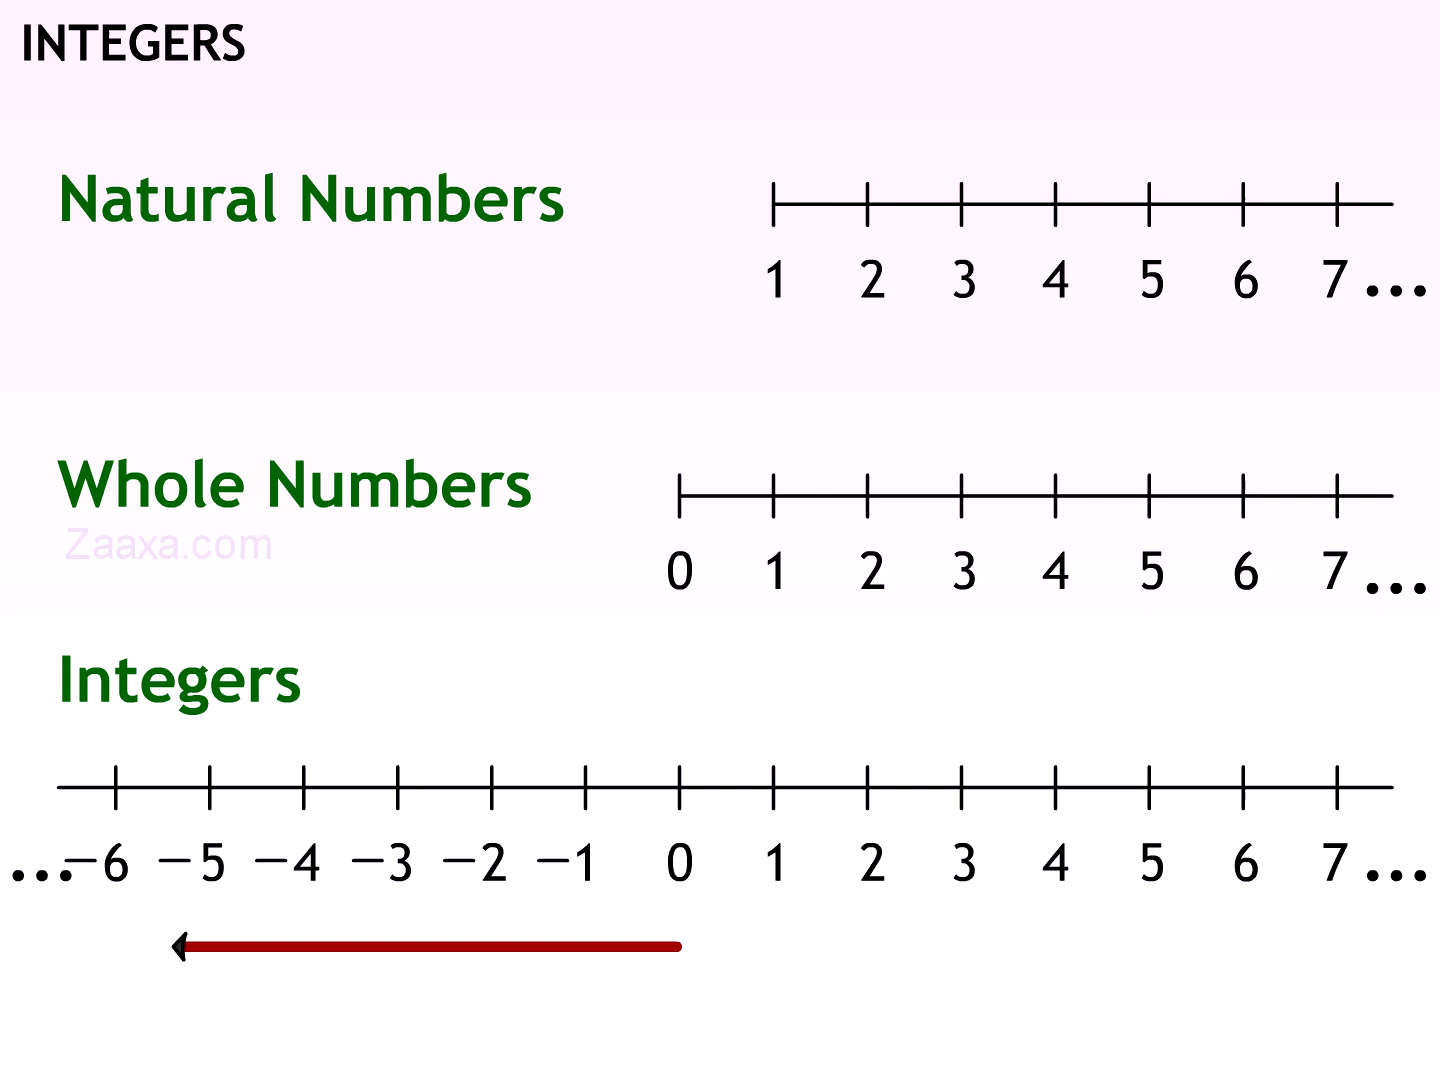 INTEGERS
Natural Numbers
1 2 3 4 5 6 7 ...
Whole Numbers
Zaaxa.com
0 1 2 3 4 5 6 7 ...
Integers
... −6 −5 −4 −3 −2 −1 0 1 2 3 4 5 6 7 ...